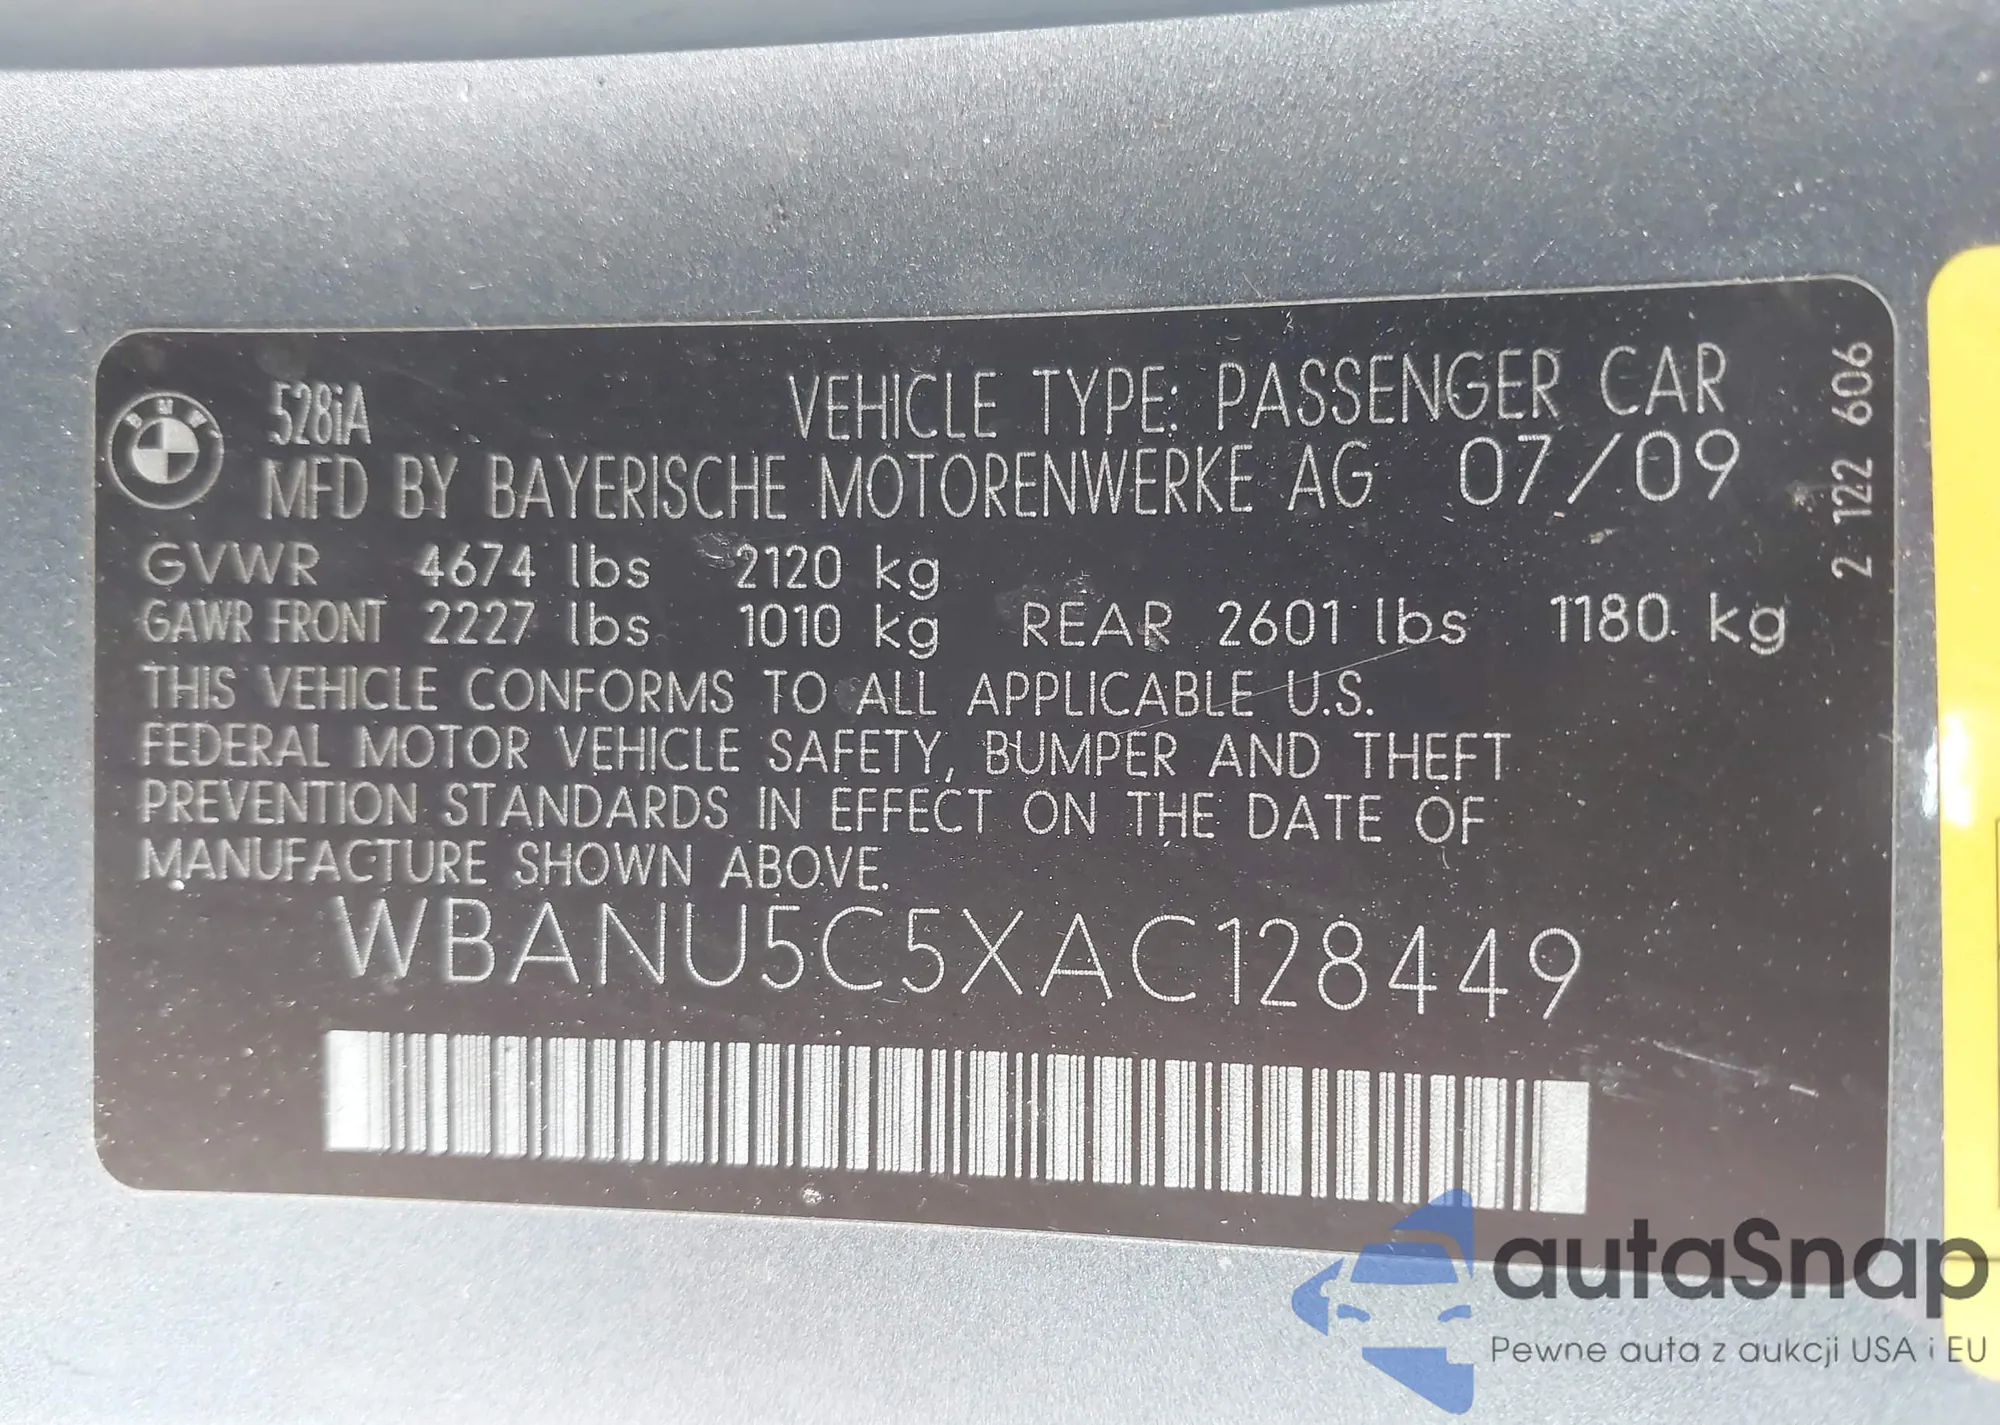 528iA VEHICLE TYPE: PASSENGER CAR
MFD BY BAYERISCHE MOTORENWERKE AG 07/09
GVWR 4674 lbs 2120 kg
GAWR FRONT 2227 lbs 1010 kg REAR 2601 lbs 1180 kg
THIS VEHICLE CONFORMS TO ALL APPLICABLE U.S.
FEDERAL MOTOR VEHICLE SAFETY, BUMPER AND THEFT
PREVENTION STANDARDS IN EFFECT ON THE DATE OF
MANUFACTURE SHOWN ABOVE.
WBANU5C5XAC128449
2 122 606
BMW
autaSnap
Pewne auta z aukcji USA i EU